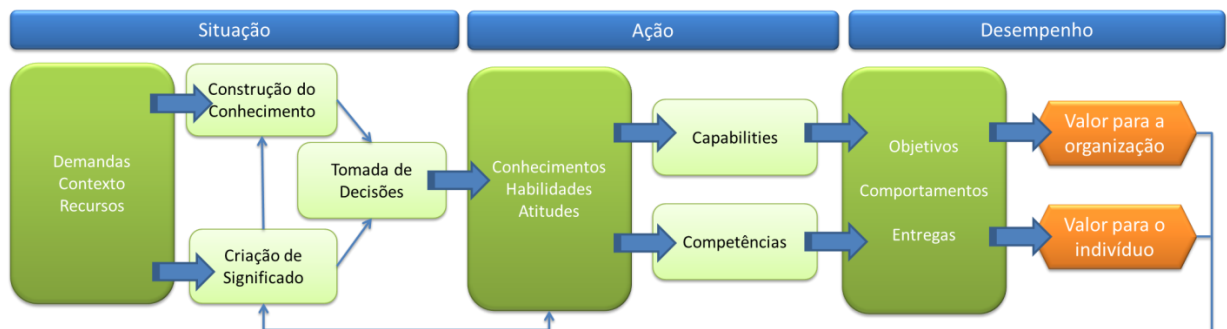 Situação
Ação
Desempenho
Demandas
Contexto
Recursos
Construção do
Conhecimento
Tomada de
Decisões
Criação de
Significado
Conhecimentos
Habilidades
Atitudes
Capabilities
Competências
Objetivos
Comportamentos
Entregas
Valor para a
organização
Valor para o
indivíduo